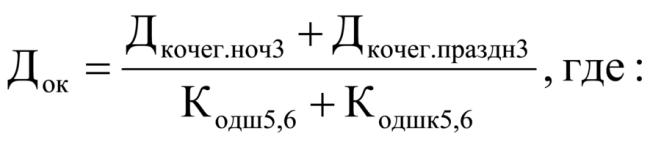 Д_ок = (Д_кочег.ноч3 + Д_кочег.праздн3) / (К_одш5,6 + К_одшк5,6), где: